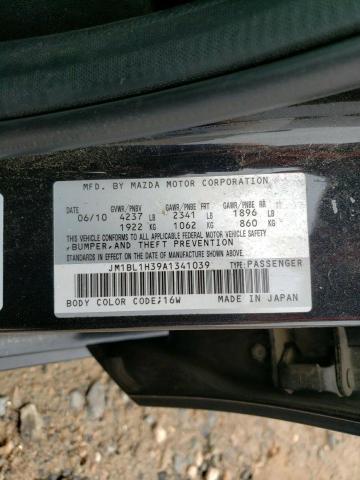 MFD. BY MAZDA MOTOR CORPORATION
GVWR/PNBV GAWR/PNBE FRT GAWR/PNBE RR
06/10 4237 LB 2341 LB 1896 LB
1922 KG 1062 KG 860 KG
THIS VEHICLE CONFORMS TO ALL APPLICABLE FEDERAL MOTOR VEHICLE SAFETY
,BUMPER,AND THEFT PREVENTION
STANDARDS IN EFFECT ON THE DATE OF MANUFACTURE SHOWN ABOVE.
JM1BL1H39A1341039 TYPE:PASSENGER
BODY COLOR CODE:16W MADE IN JAPAN